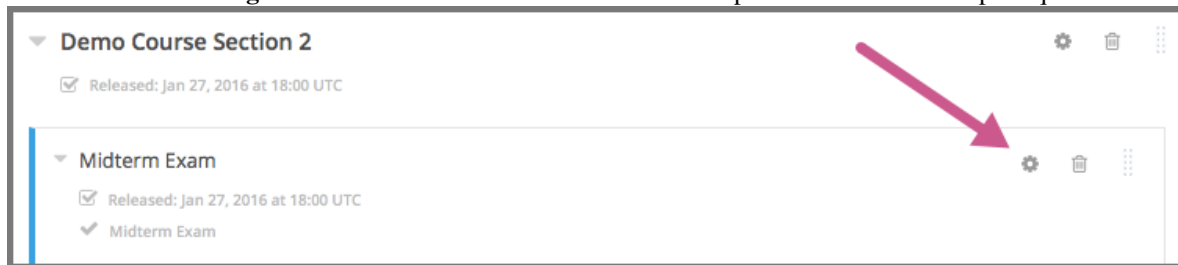 Demo Course Section 2
Released: Jan 27, 2016 at 18:00 UTC
Midterm Exam
Released: Jan 27, 2016 at 18:00 UTC
Midterm Exam